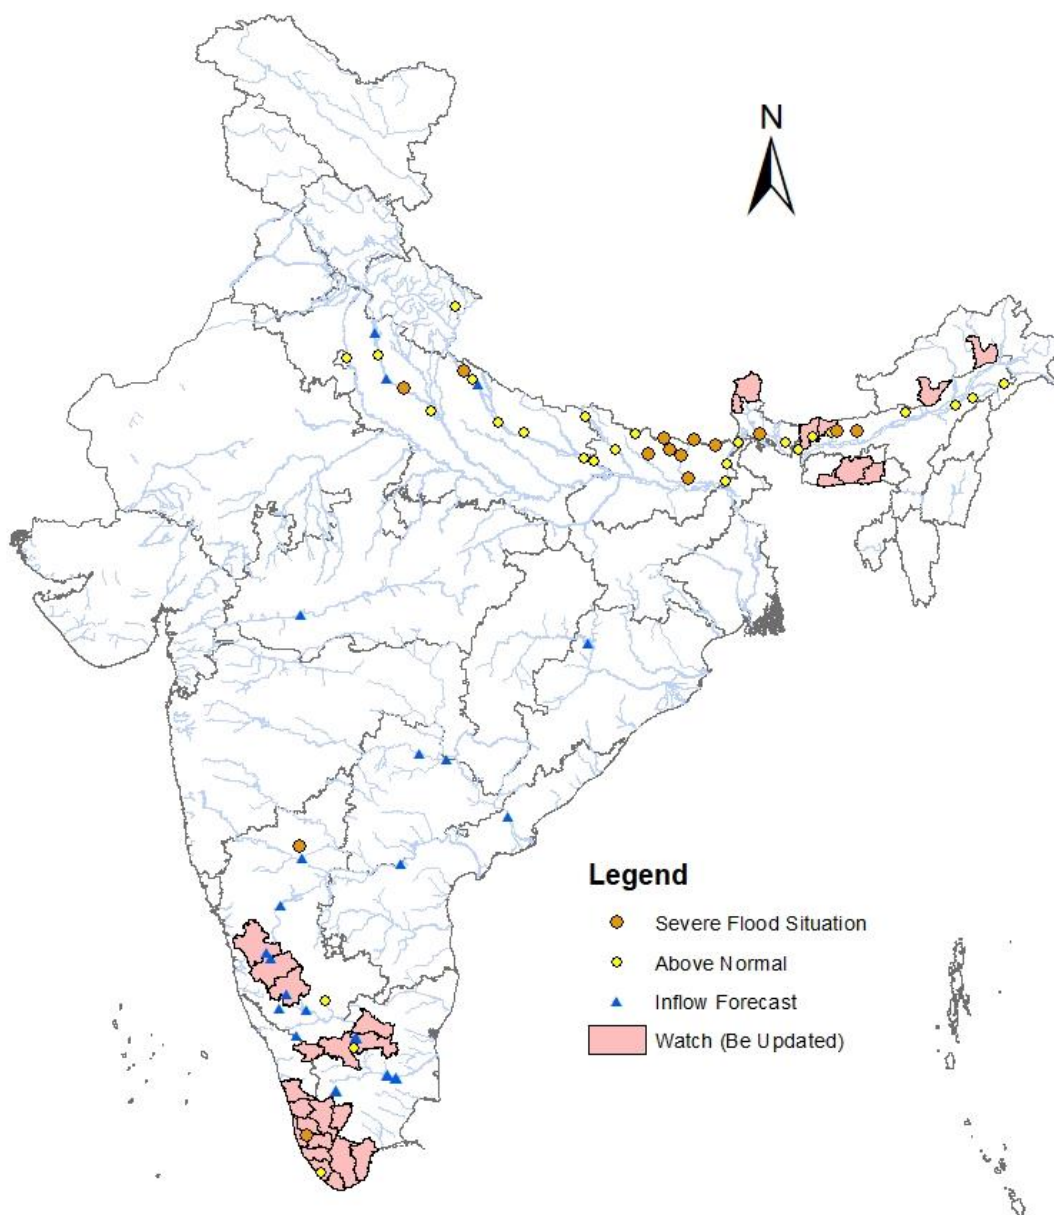 N
Legend
Severe Flood Situation
Above Normal
Inflow Forecast
Watch (Be Updated)